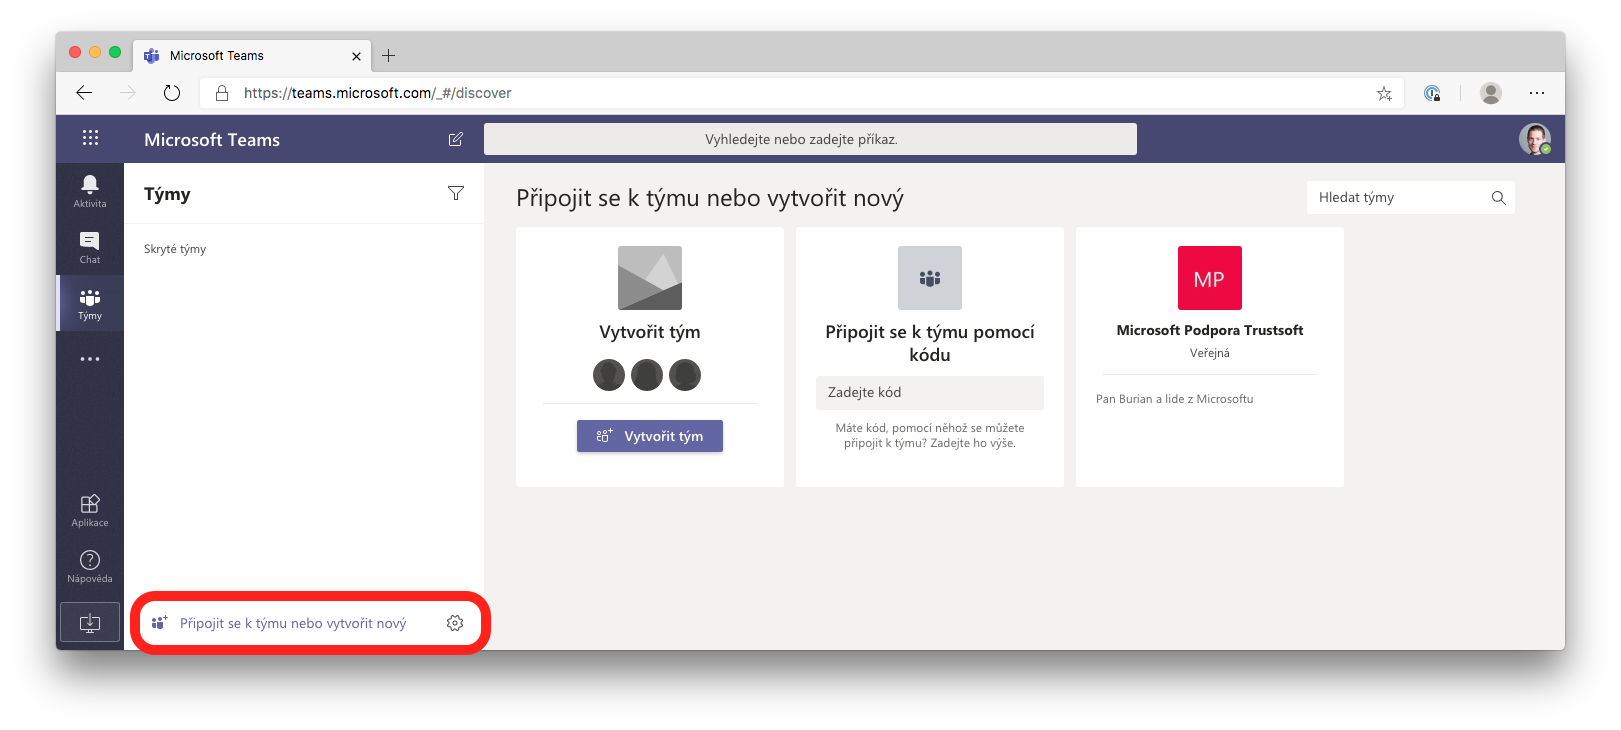 Microsoft Teams
https://teams.microsoft.com/_#/discover
Microsoft Teams
Vyhledejte nebo zadejte příkaz.
Aktivita
Chat
Týmy
Aplikace
Nápověda
Týmy
Skryté týmy
Připojit se k týmu nebo vytvořit nový
Připojit se k týmu nebo vytvořit nový
Hledat týmy
Vytvořit tým
Vytvořit tým
Připojit se k týmu pomocí
kódu
Zadejte kód
Máte kód, pomocí něhož se můžete
připojit k týmu? Zadejte ho výše.
MP
Microsoft Podpora Trustsoft
Veřejná
Pan Burian a lide z Microsoftu